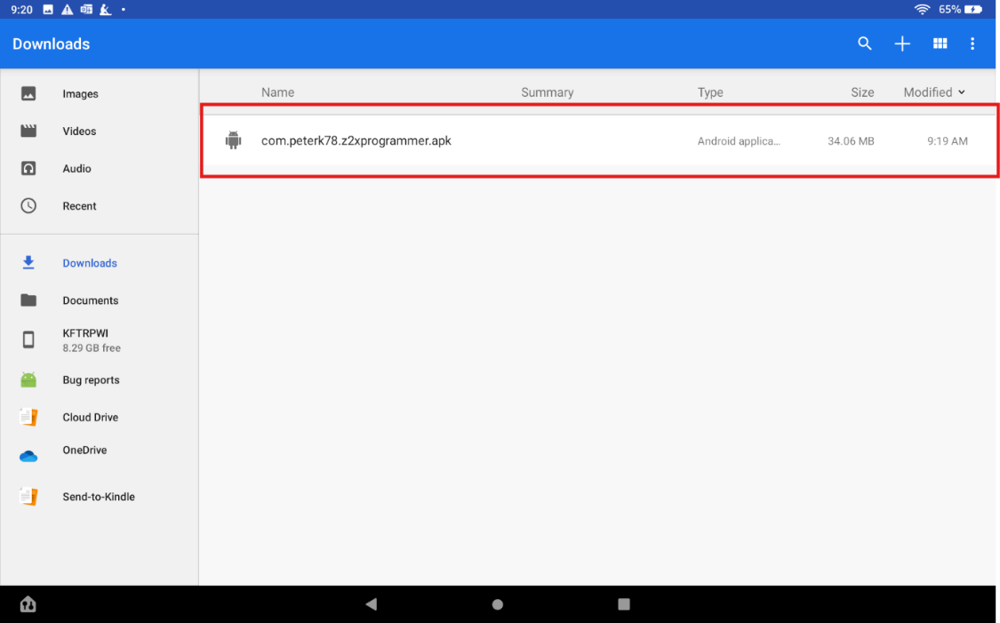 9:20
65%
Downloads
Images
Videos
Audio
Recent
Downloads
Documents
KFTRPWI
8.29 GB free
Bug reports
Cloud Drive
OneDrive
Send-to-Kindle
Name Summary Type Size Modified
com.peterk78.z2xprogrammer.apk Android applica... 34.06 MB 9:19 AM